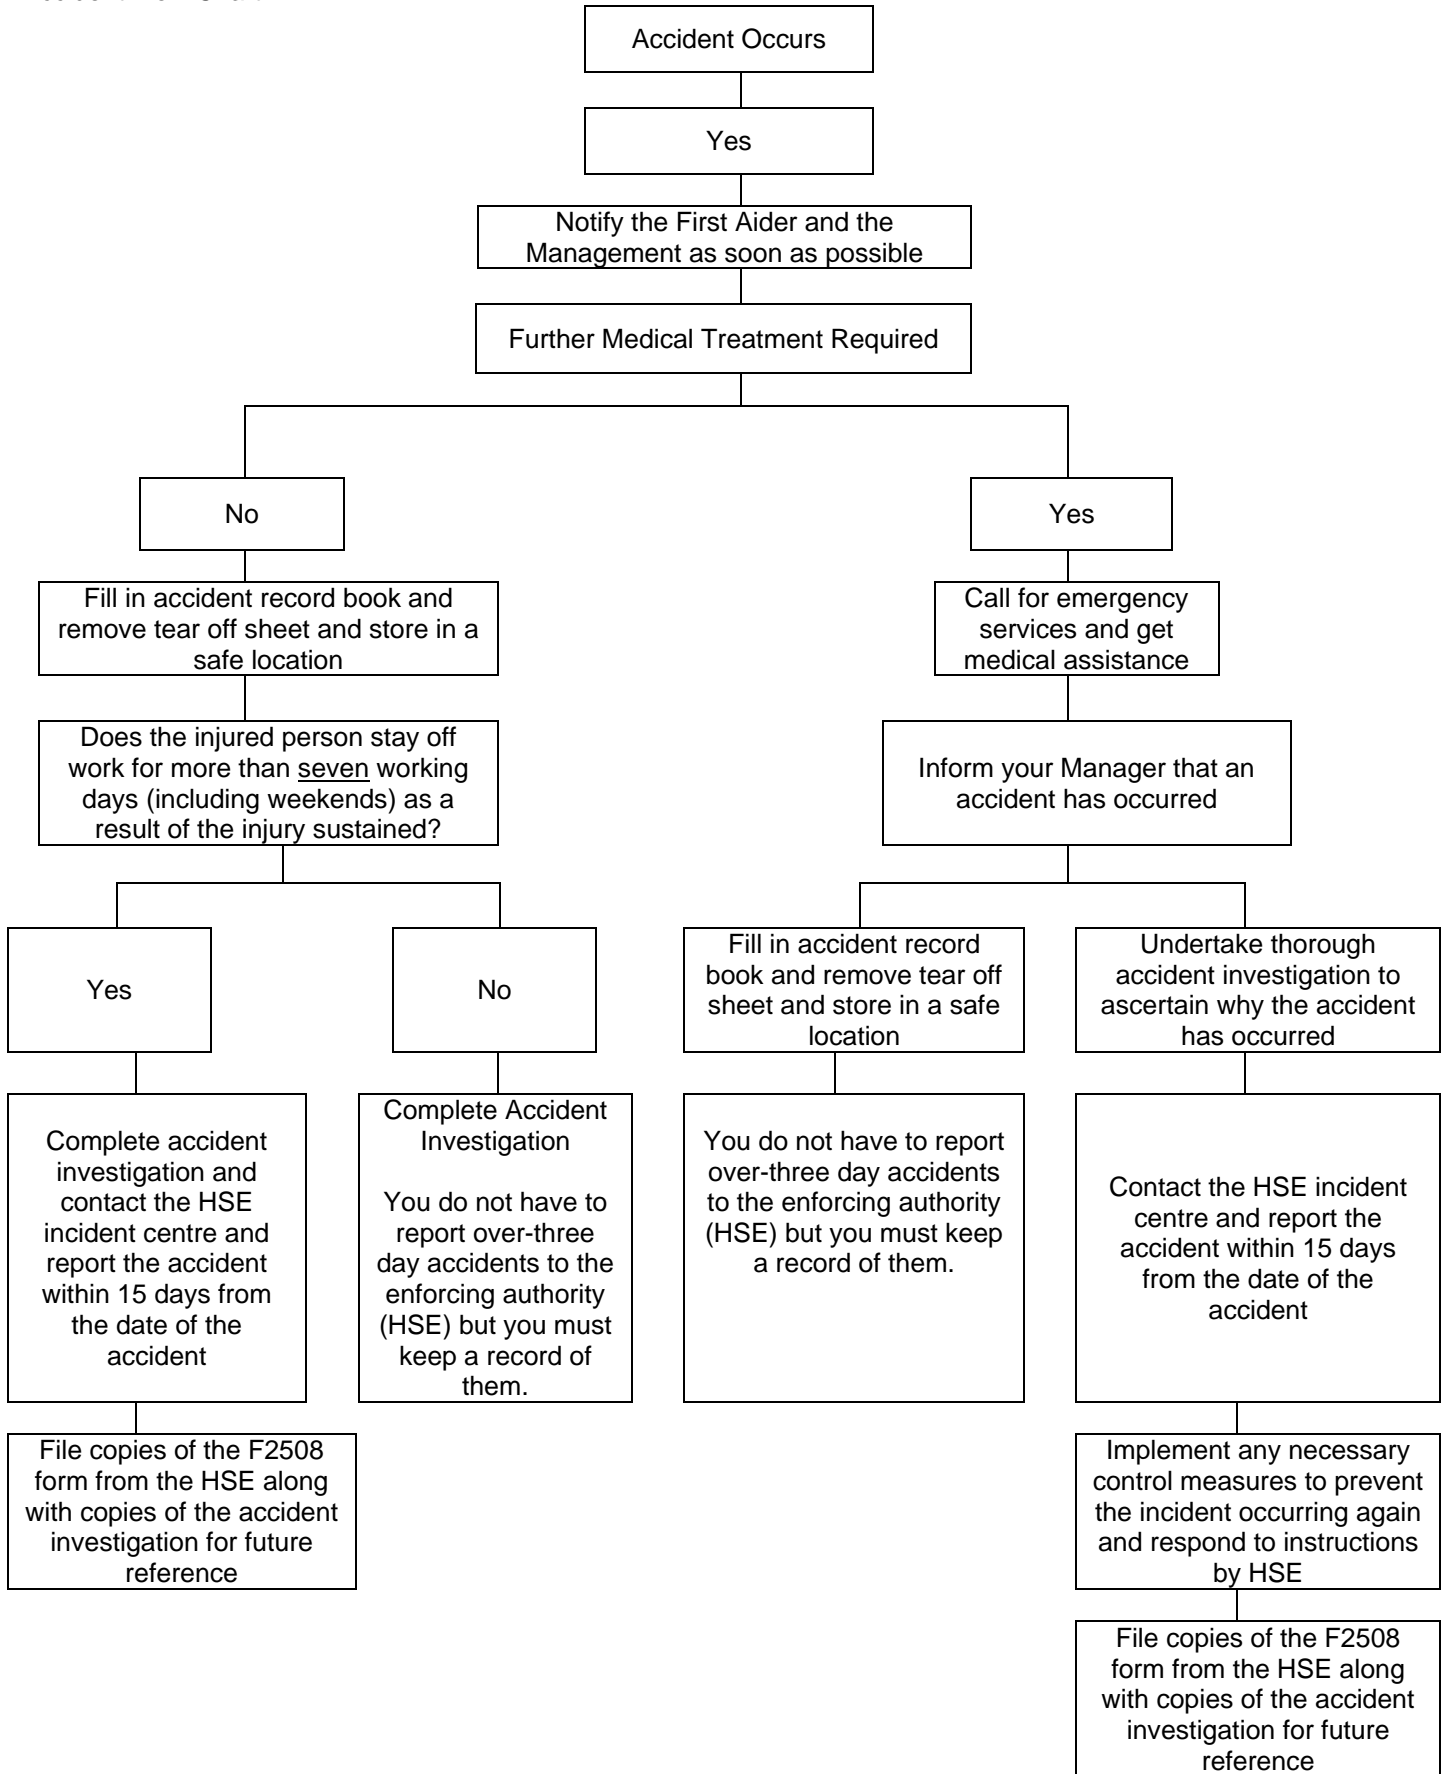 Accident Occurs
Yes
Notify the First Aider and the
Management as soon as possible
Further Medical Treatment Required
No
Yes
Fill in accident record book and
remove tear off sheet and store in a
safe location
Call for emergency
services and get
medical assistance
Does the injured person stay off
work for more than seven working
days (including weekends) as a
result of the injury sustained?
Inform your Manager that an
accident has occurred
Yes
No
Fill in accident record
book and remove tear off
sheet and store in a safe
location
Undertake thorough
accident investigation to
ascertain why the accident
has occurred
Complete accident
investigation and
contact the HSE
incident centre and
report the accident
within 15 days from
the date of the
accident
Complete Accident
Investigation
You do not have to
report over-three
day accidents to the
enforcing authority
(HSE) but you must
keep a record of
them.
You do not have to report
over-three day accidents
to the enforcing authority
(HSE) but you must keep
a record of them.
Contact the HSE incident
centre and report the
accident within 15 days
from the date of the
accident
File copies of the F2508
form from the HSE along
with copies of the accident
investigation for future
reference
Implement any necessary
control measures to prevent
the incident occurring again
and respond to instructions
by HSE
File copies of the F2508
form from the HSE along
with copies of the accident
investigation for future
reference